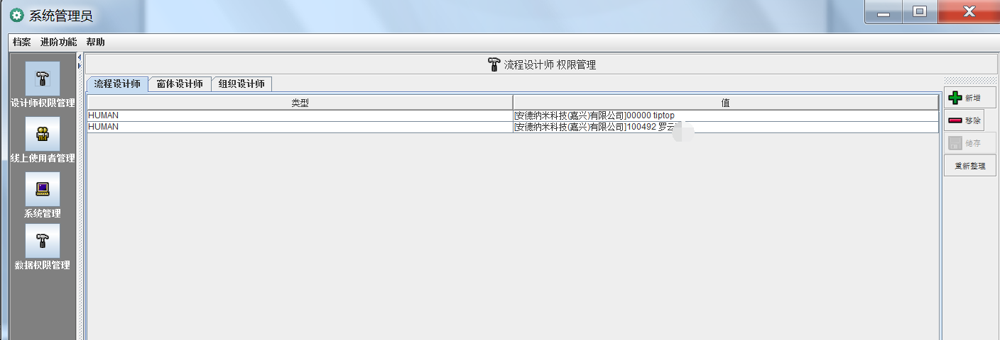 系统管理员
档案 进阶功能 帮助
流程设计师 权限管理
设计师权限管理
线上使用者管理
系统管理
数据权限管理
流程设计师 窗体设计师 组织设计师
类型 值
HUMAN [安德纳米科技(嘉兴)有限公司]00000 tiptop
HUMAN [安德纳米科技(嘉兴)有限公司]100492 罗云
新增
移除
储存
重新整理